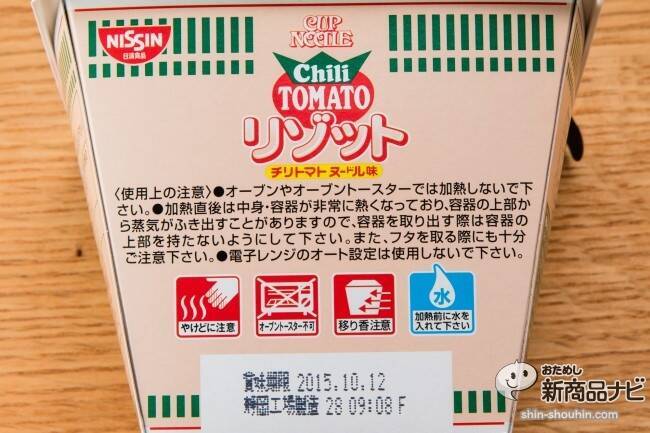 NISSIN
日清食品
CUP
NOODLE
Chili
TOMATO
リゾット
チリトマト ヌードル味
〈使用上の注意〉●オーブンやオーブントースターでは加熱しないで下
さい。●加熱直後は中身・容器が非常に熱くなっており、容器の上部か
ら蒸気がふき出すことがありますので、容器を取り出す際は容器の
上部を持たないようにして下さい。また、フタを取る際にも十分
ご注意下さい。●電子レンジのオート設定は使用しないで下さい。
やけどに注意
オーブントースター不可
移り香注意
水
加熱前に水を
入れて下さい
賞味期限 2015.10.12
静岡工場製造 28 09:08 F
おためし
新商品ナビ
shin-shouhin.com